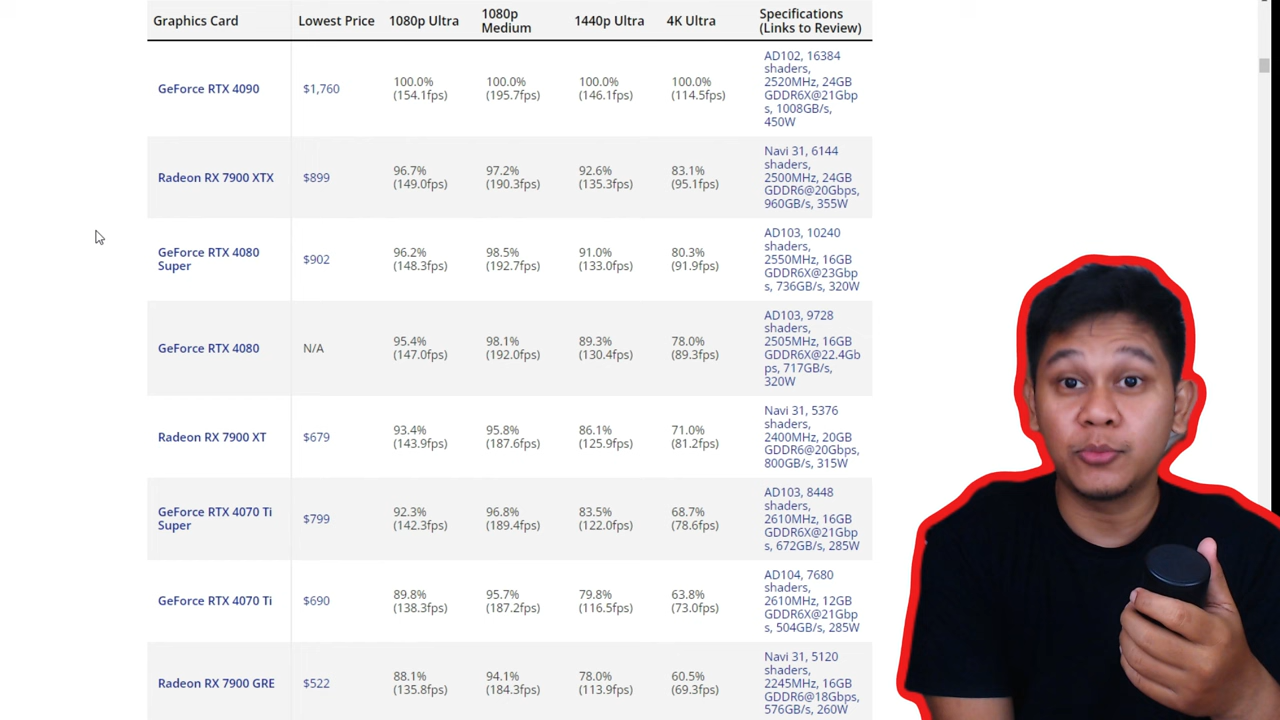 Graphics Card Lowest Price 1080p Ultra 1080p Medium 1440p Ultra 4K Ultra Specifications (Links to Review)
GeForce RTX 4090 $1,760 100.0% (154.1fps) 100.0% (195.7fps) 100.0% (146.1fps) 100.0% (114.5fps) AD102, 16384 shaders, 2520MHz, 24GB GDDR6X@21Gbps, 1008GB/s, 450W
Radeon RX 7900 XTX $899 96.7% (149.0fps) 97.2% (190.3fps) 92.6% (135.3fps) 83.1% (95.1fps) Navi 31, 6144 shaders, 2500MHz, 24GB GDDR6@20Gbps, 960GB/s, 355W
GeForce RTX 4080 Super $902 96.2% (148.3fps) 98.5% (192.7fps) 91.0% (133.0fps) 80.3% (91.9fps) AD103, 10240 shaders, 2550MHz, 16GB GDDR6X@23Gbps, 736GB/s, 320W
GeForce RTX 4080 N/A 95.4% (147.0fps) 98.1% (192.0fps) 89.3% (130.4fps) 78.0% (89.3fps) AD103, 9728 shaders, 2505MHz, 16GB GDDR6X@22.4Gbps, 717GB/s, 320W
Radeon RX 7900 XT $679 93.4% (143.9fps) 95.8% (187.6fps) 86.1% (125.9fps) 71.0% (81.2fps) Navi 31, 5376 shaders, 2400MHz, 20GB GDDR6@20Gbps, 800GB/s, 315W
GeForce RTX 4070 Ti Super $799 92.3% (142.3fps) 96.8% (189.4fps) 83.5% (122.0fps) 68.7% (78.6fps) AD103, 8448 shaders, 2610MHz, 16GB GDDR6X@21Gbps, 672GB/s, 285W
GeForce RTX 4070 Ti $690 89.8% (138.3fps) 95.7% (187.2fps) 79.8% (116.5fps) 63.8% (73.0fps) AD104, 7680 shaders, 2610MHz, 12GB GDDR6X@21Gbps, 504GB/s, 285W
Radeon RX 7900 GRE $522 88.1% (135.8fps) 94.1% (184.3fps) 78.0% (113.9fps) 60.5% (69.3fps) Navi 31, 5120 shaders, 2245MHz, 16GB GDDR6@18Gbps, 576GB/s, 260W